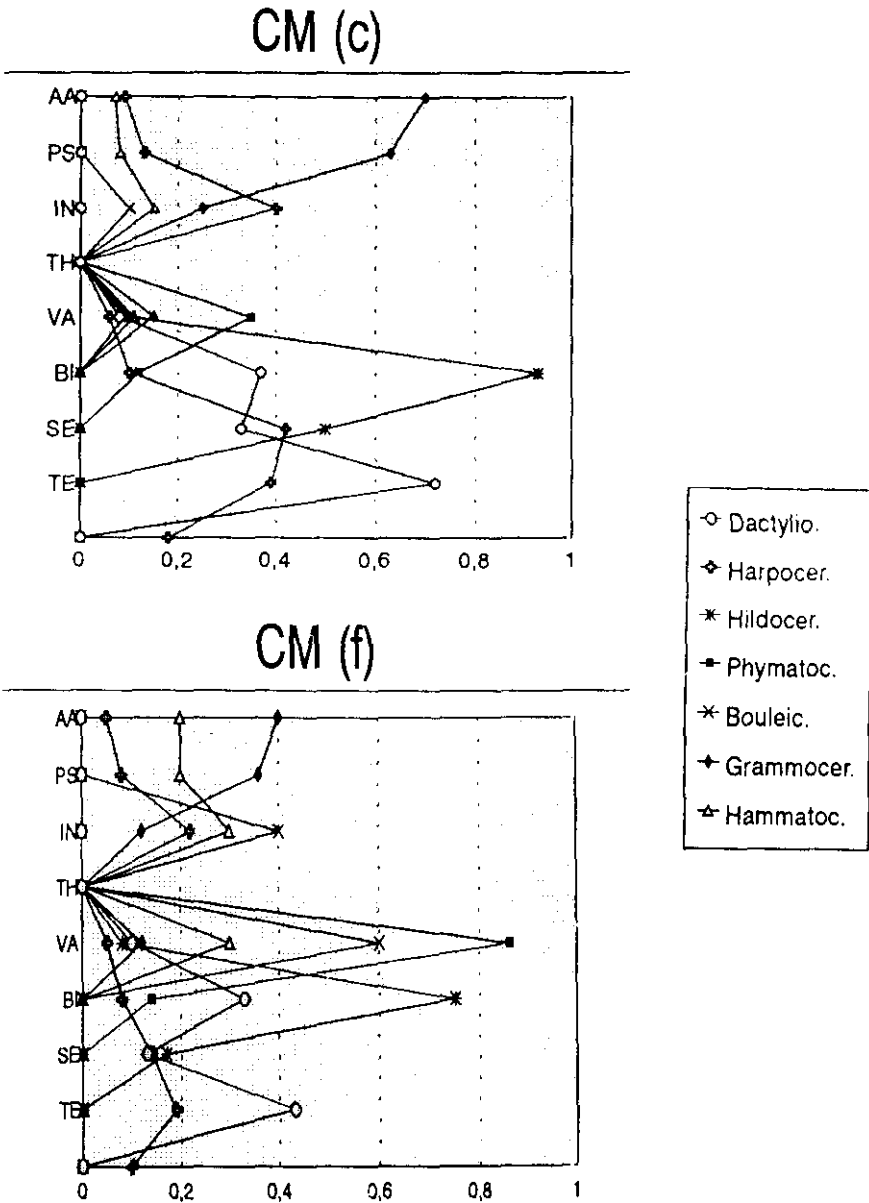 CM (c)
AA
PS
IN
TH
VA
BI
SE
TE
0 0,2 0,4 0,6 0,8 1
CM (f)
AA
PS
IN
TH
VA
BI
SE
TE
0 0,2 0,4 0,6 0,8 1
Dactylio.
Harpocer.
Hildocer.
Phymatoc.
Bouleic.
Grammocer.
Hammatoc.